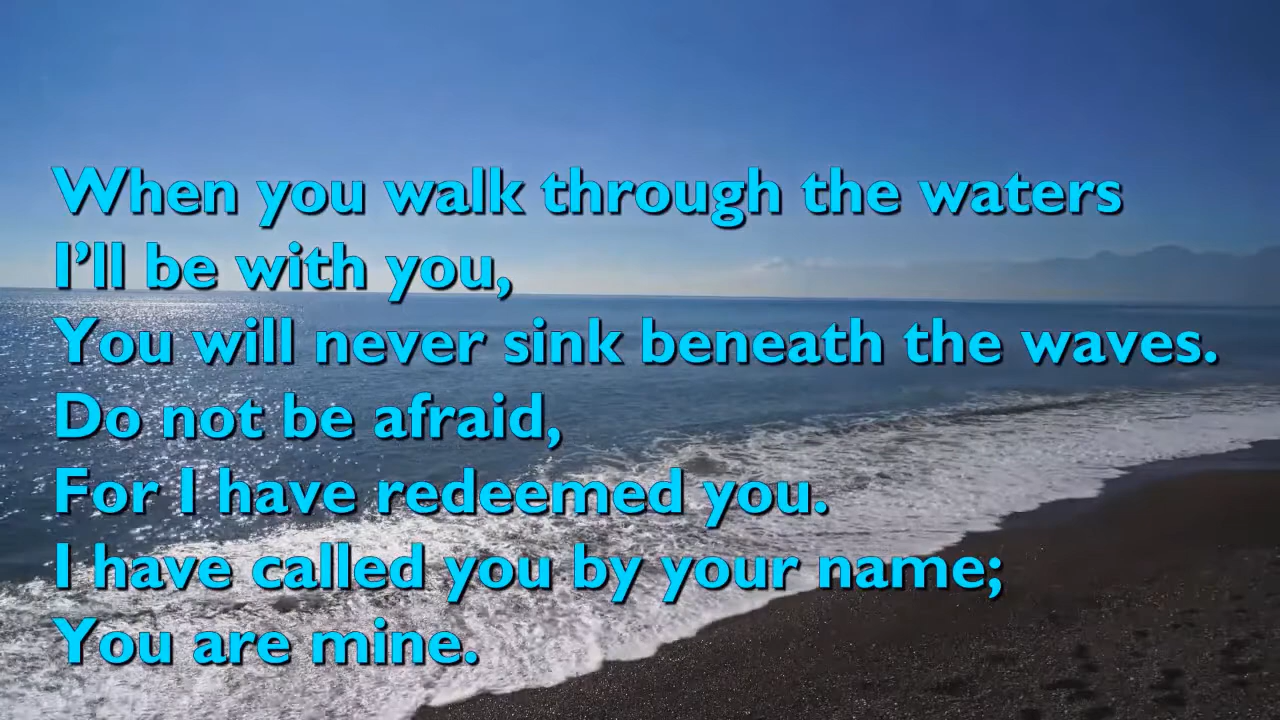 When you walk through the waters
I’ll be with you,
You will never sink beneath the waves.
Do not be afraid,
For I have redeemed you.
I have called you by your name;
You are mine.